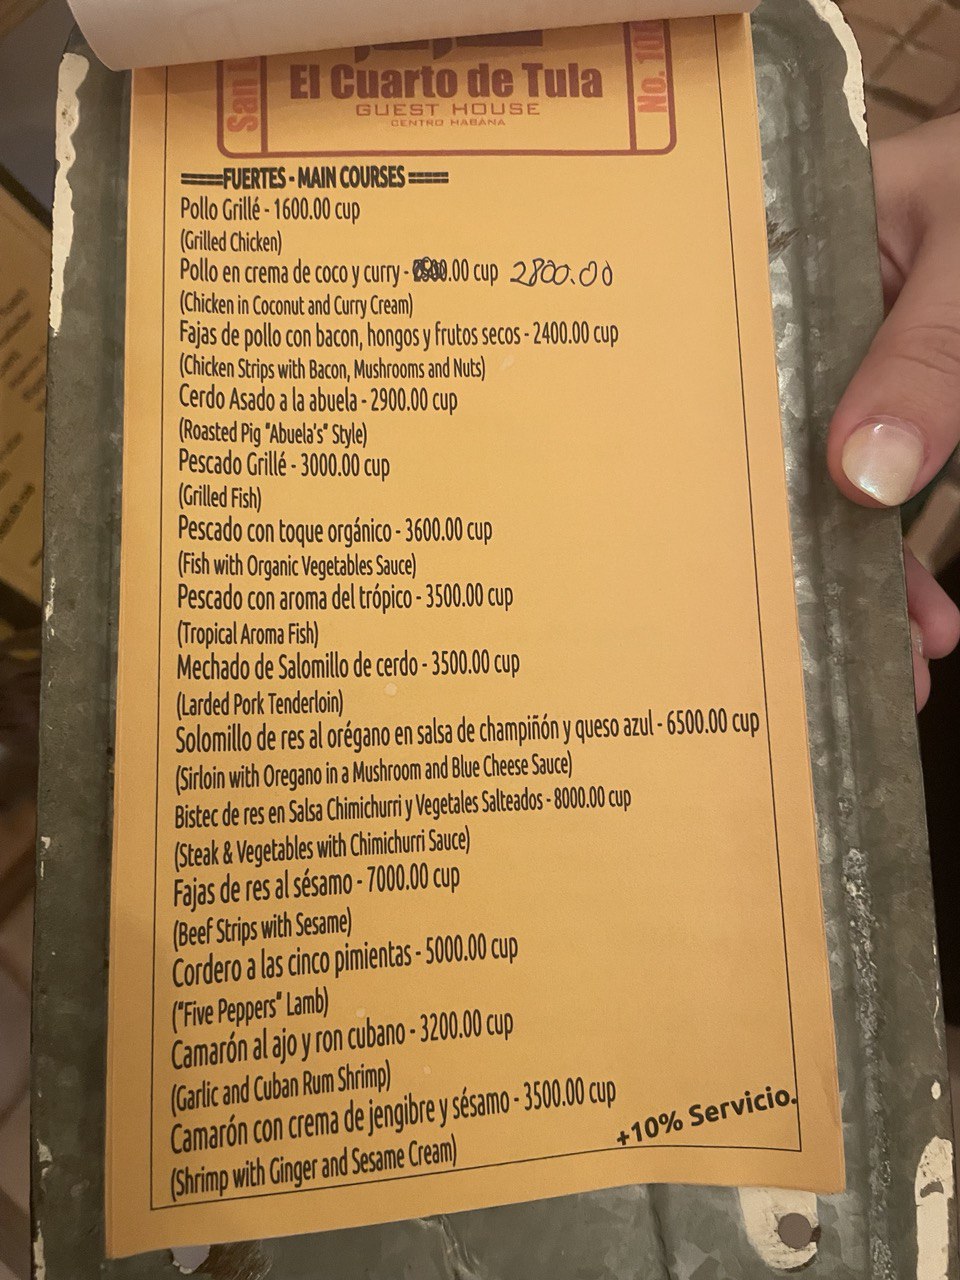 San
El Cuarto de Tula
GUEST HOUSE
CENTRO HABANA
No. 10
====FUERTES - MAIN COURSES====
Pollo Grillé - 1600.00 cup
(Grilled Chicken)
Pollo en crema de coco y curry - .00 cup 2800.00
(Chicken in Coconut and Curry Cream)
Fajas de pollo con bacon, hongos y frutos secos - 2400.00 cup
(Chicken Strips with Bacon, Mushrooms and Nuts)
Cerdo Asado a la abuela - 2900.00 cup
(Roasted Pig "Abuela's" Style)
Pescado Grillé - 3000.00 cup
(Grilled Fish)
Pescado con toque orgánico - 3600.00 cup
(Fish with Organic Vegetables Sauce)
Pescado con aroma del trópico - 3500.00 cup
(Tropical Aroma Fish)
Mechado de Salomillo de cerdo - 3500.00 cup
(Larded Pork Tenderloin)
Solomillo de res al orégano en salsa de champiñón y queso azul - 6500.00 cup
(Sirloin with Oregano in a Mushroom and Blue Cheese Sauce)
Bistec de res en Salsa Chimichurri y Vegetales Salteados - 8000.00 cup
(Steak & Vegetables with Chimichurri Sauce)
Fajas de res al sésamo - 7000.00 cup
(Beef Strips with Sesame)
Cordero a las cinco pimientas - 5000.00 cup
("Five Peppers" Lamb)
Camarón al ajo y ron cubano - 3200.00 cup
(Garlic and Cuban Rum Shrimp)
Camarón con crema de jengibre y sésamo - 3500.00 cup
(Shrimp with Ginger and Sesame Cream)
+10% Servicio.